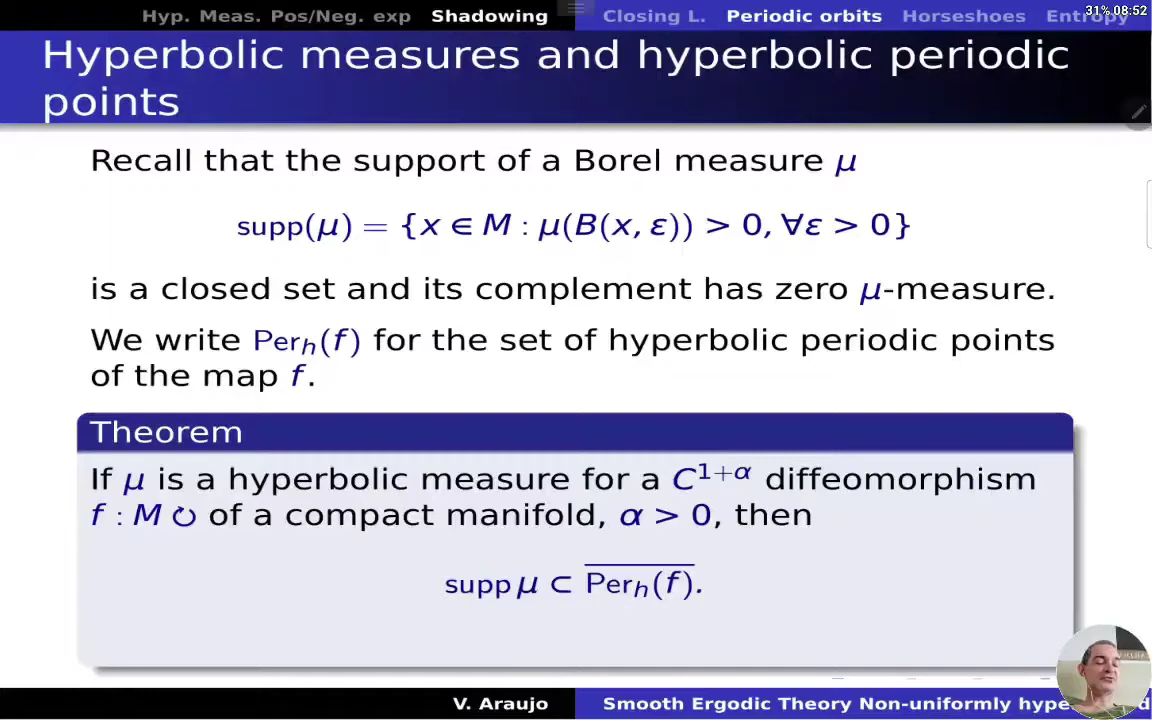 Hyp. Meas. Pos/Neg. exp Shadowing Closing L. Periodic orbits Horseshoes Entropy
31% 08:52
Hyperbolic measures and hyperbolic periodic
points
Recall that the support of a Borel measure μ
supp(μ) = {x ∈ M : μ(B(x, ε)) > 0, ∀ε > 0}
is a closed set and its complement has zero μ-measure.
We write Perₕ(f) for the set of hyperbolic periodic points
of the map f.
Theorem
If μ is a hyperbolic measure for a C¹⁺ᵅ diffeomorphism
f : M ↻ of a compact manifold, α > 0, then
supp μ ⊂ \overline{Perₕ(f)}.
V. Araujo Smooth Ergodic Theory Non-uniformly